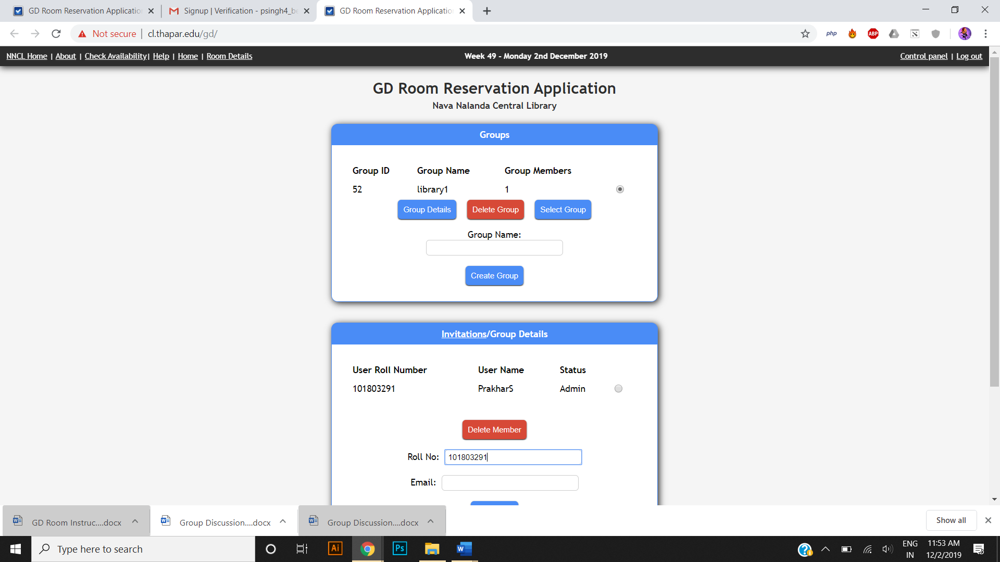 GD Room Reservation Applicatio
Signup | Verification - psingh4_be
GD Room Reservation Applicatio
Not secure | cl.thapar.edu/gd/
php
ABP
NNCL Home | About | Check Availability| Help | Home | Room Details
Week 49 - Monday 2nd December 2019
Control panel | Log out
GD Room Reservation Application
Nava Nalanda Central Library
Groups
Group ID Group Name Group Members
52 library1 1
Group Details Delete Group Select Group
Group Name:
Create Group
Invitations/Group Details
User Roll Number User Name Status
101803291 PrakharS Admin
Delete Member
Roll No: 101803291
Email:
GD Room Instruc....docx
Group Discussion....docx
Group Discussion....docx
Show all
Type here to search
Ai
Ps
ENG
IN
11:53 AM
12/2/2019